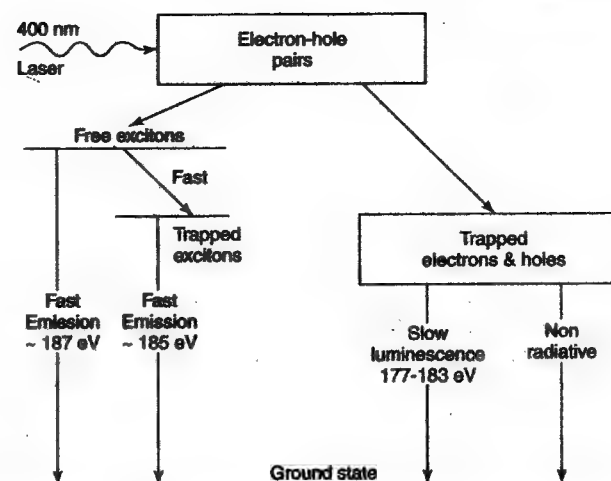 400 nm
Laser
Electron-hole
pairs
Free excitons
Fast
Trapped
excitons
Trapped
electrons & holes
Fast
Emission
~ 187 eV
Fast
Emission
~ 185 eV
Slow
luminescence
177-183 eV
Non
radiative
Ground state